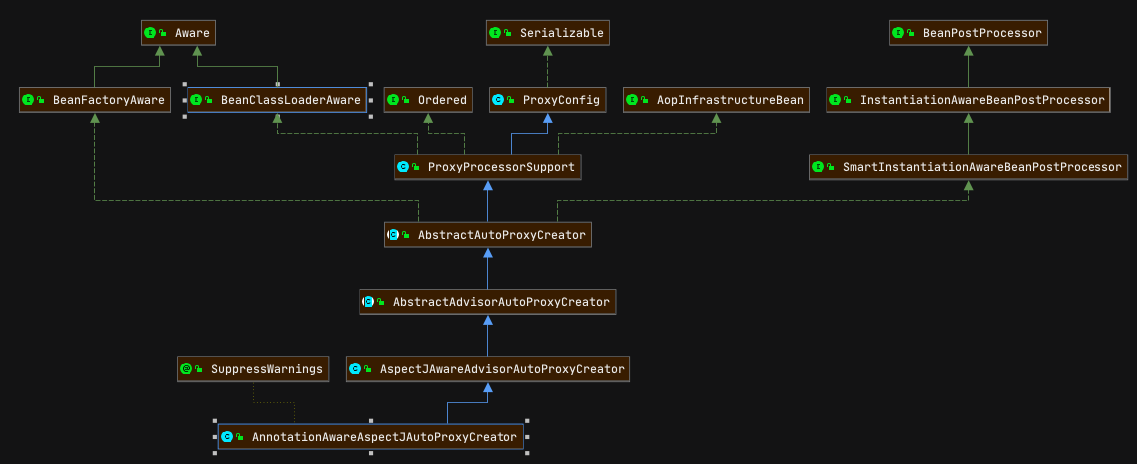 Aware
Serializable
BeanPostProcessor
BeanFactoryAware
BeanClassLoaderAware
Ordered
ProxyConfig
AopInfrastructureBean
InstantiationAwareBeanPostProcessor
ProxyProcessorSupport
SmartInstantiationAwareBeanPostProcessor
AbstractAutoProxyCreator
AbstractAdvisorAutoProxyCreator
SuppressWarnings
AspectJAwareAdvisorAutoProxyCreator
AnnotationAwareAspectJAutoProxyCreator